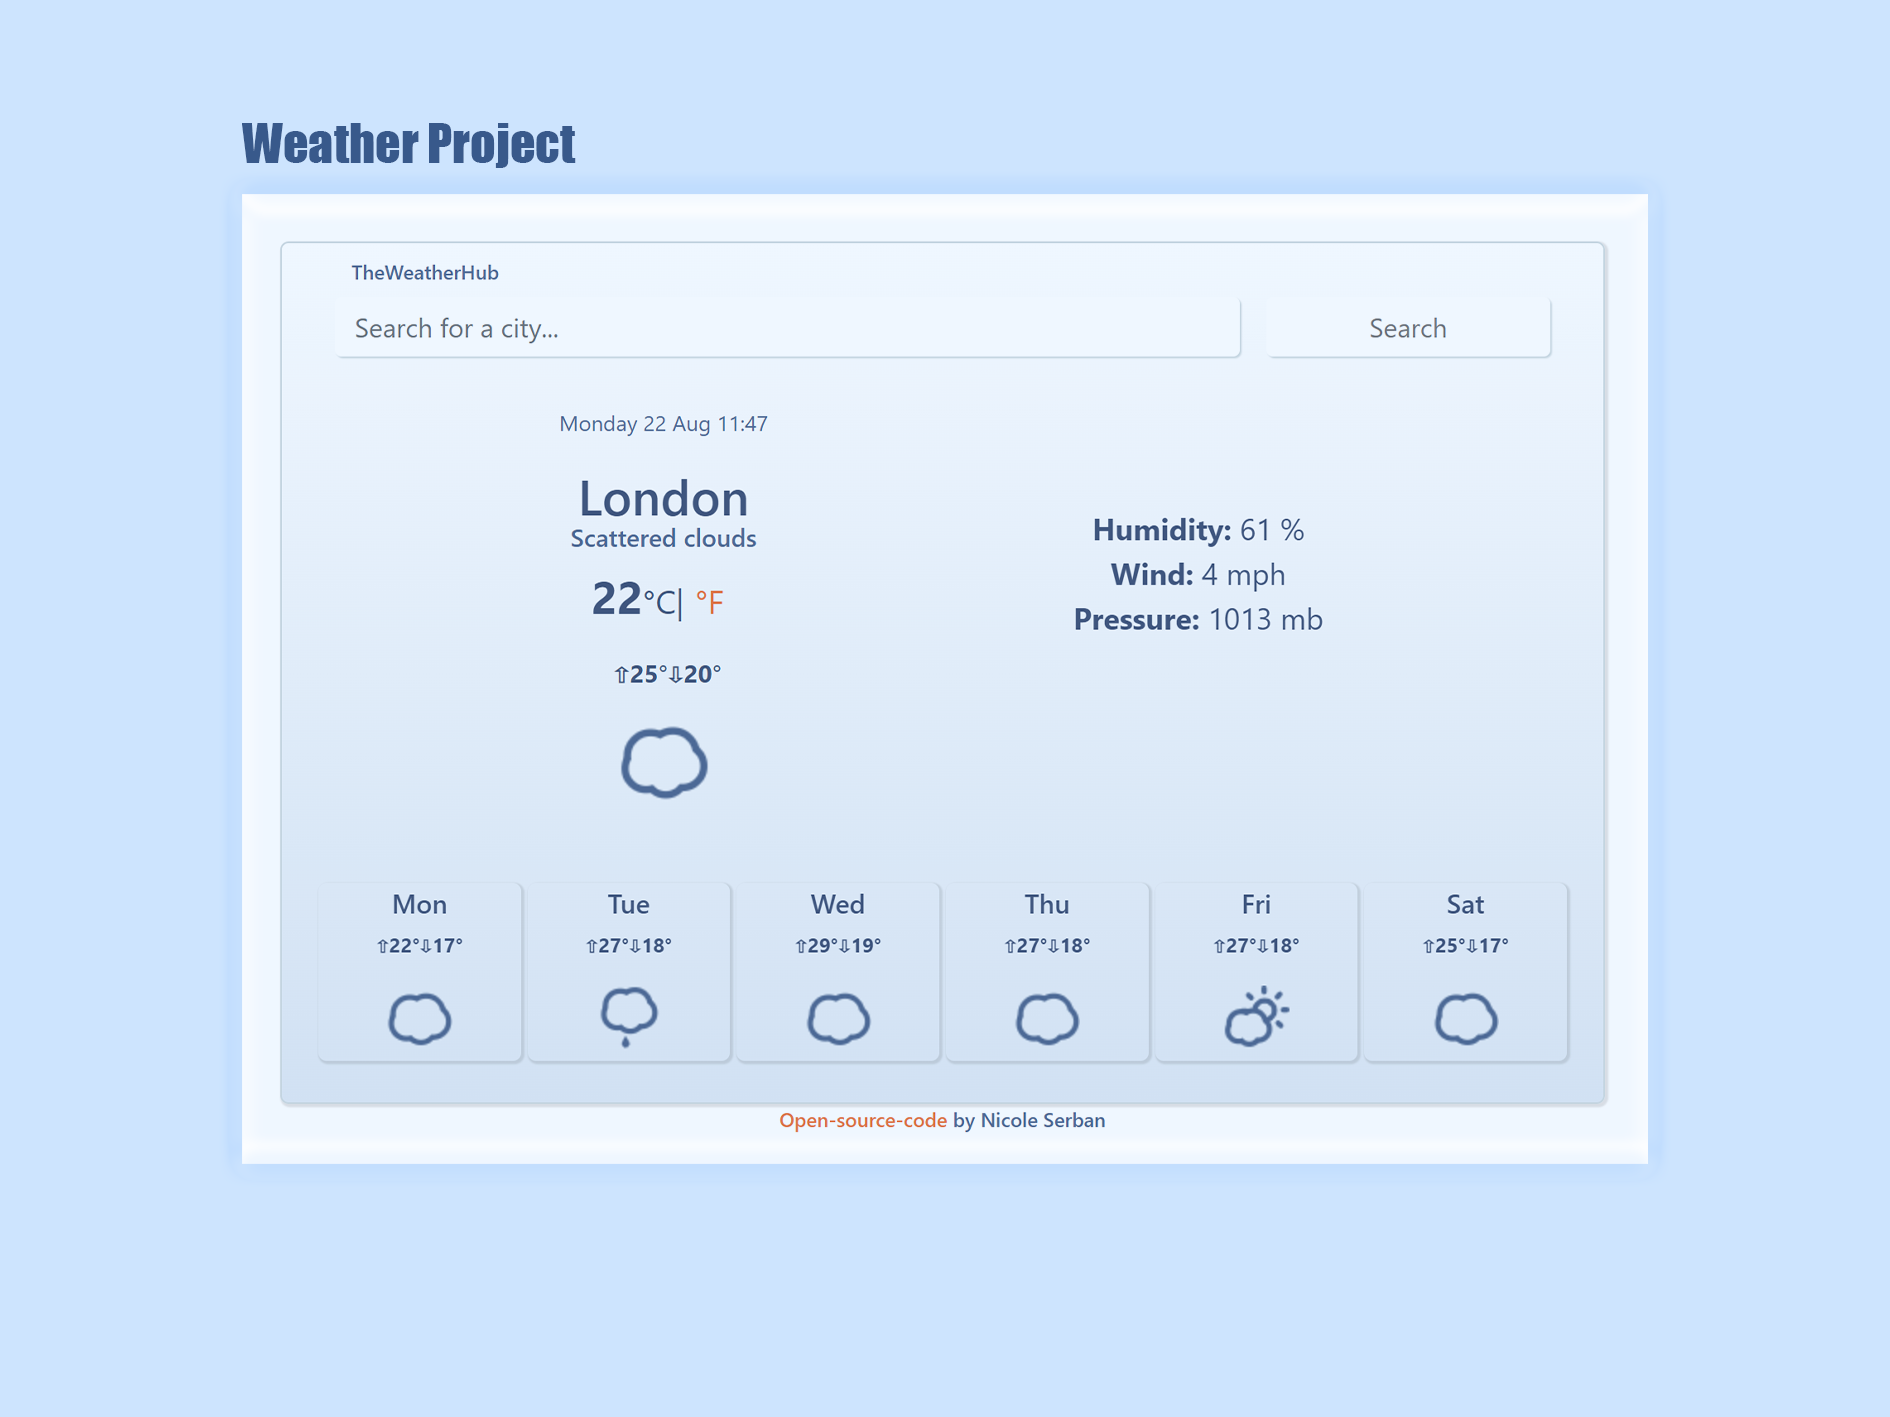 Weather Project
TheWeatherHub
Search for a city...
Search
Monday 22 Aug 11:47
London
Scattered clouds
22°C| °F
⇧25°⇩20°
Humidity: 61 %
Wind: 4 mph
Pressure: 1013 mb
Mon
⇧22°⇩17°
Tue
⇧27°⇩18°
Wed
⇧29°⇩19°
Thu
⇧27°⇩18°
Fri
⇧27°⇩18°
Sat
⇧25°⇩17°
Open-source-code by Nicole Serban